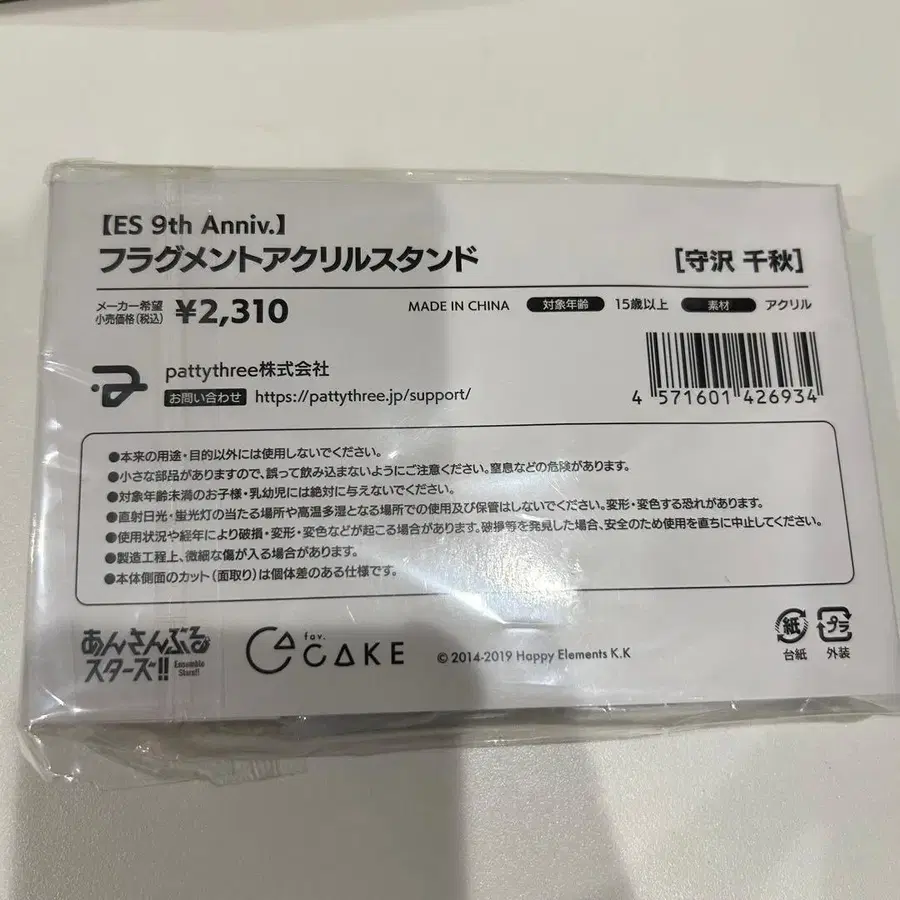 【ES 9th Anniv.】
フラグメントアクリルスタンド
[守沢 千秋]
メーカー希望
小売価格(税込) ¥2,310
MADE IN CHINA 対象年齢 15歳以上 素材 アクリル
pattythree株式会社
お問い合わせ https://pattythree.jp/support/
4 571601 426934
●本来の用途・目的以外には使用しないでください。
●小さな部品がありますので、誤って飲み込まないようにご注意ください。窒息などの危険があります。
●対象年齢未満のお子様・乳幼児には絶対に与えないでください。
●直射日光・蛍光灯の当たる場所や高温多湿となる場所での使用及び保管はしないでください。変形・変色する恐れがあります。
●使用状況や経年により破損・変形・変色などが起こる場合があります。破損等を発見した場合、安全のため使用を直ちに中止してください。
●製造工程上、微細な傷が入る場合があります。
●本体側面のカット(面取り)は個体差のある仕様です。
あんさんぶる
スターズ!!
Ensemble
Stars!!
fav.
CAKE
© 2014-2019 Happy Elements K.K
紙
台紙
プラ
外装